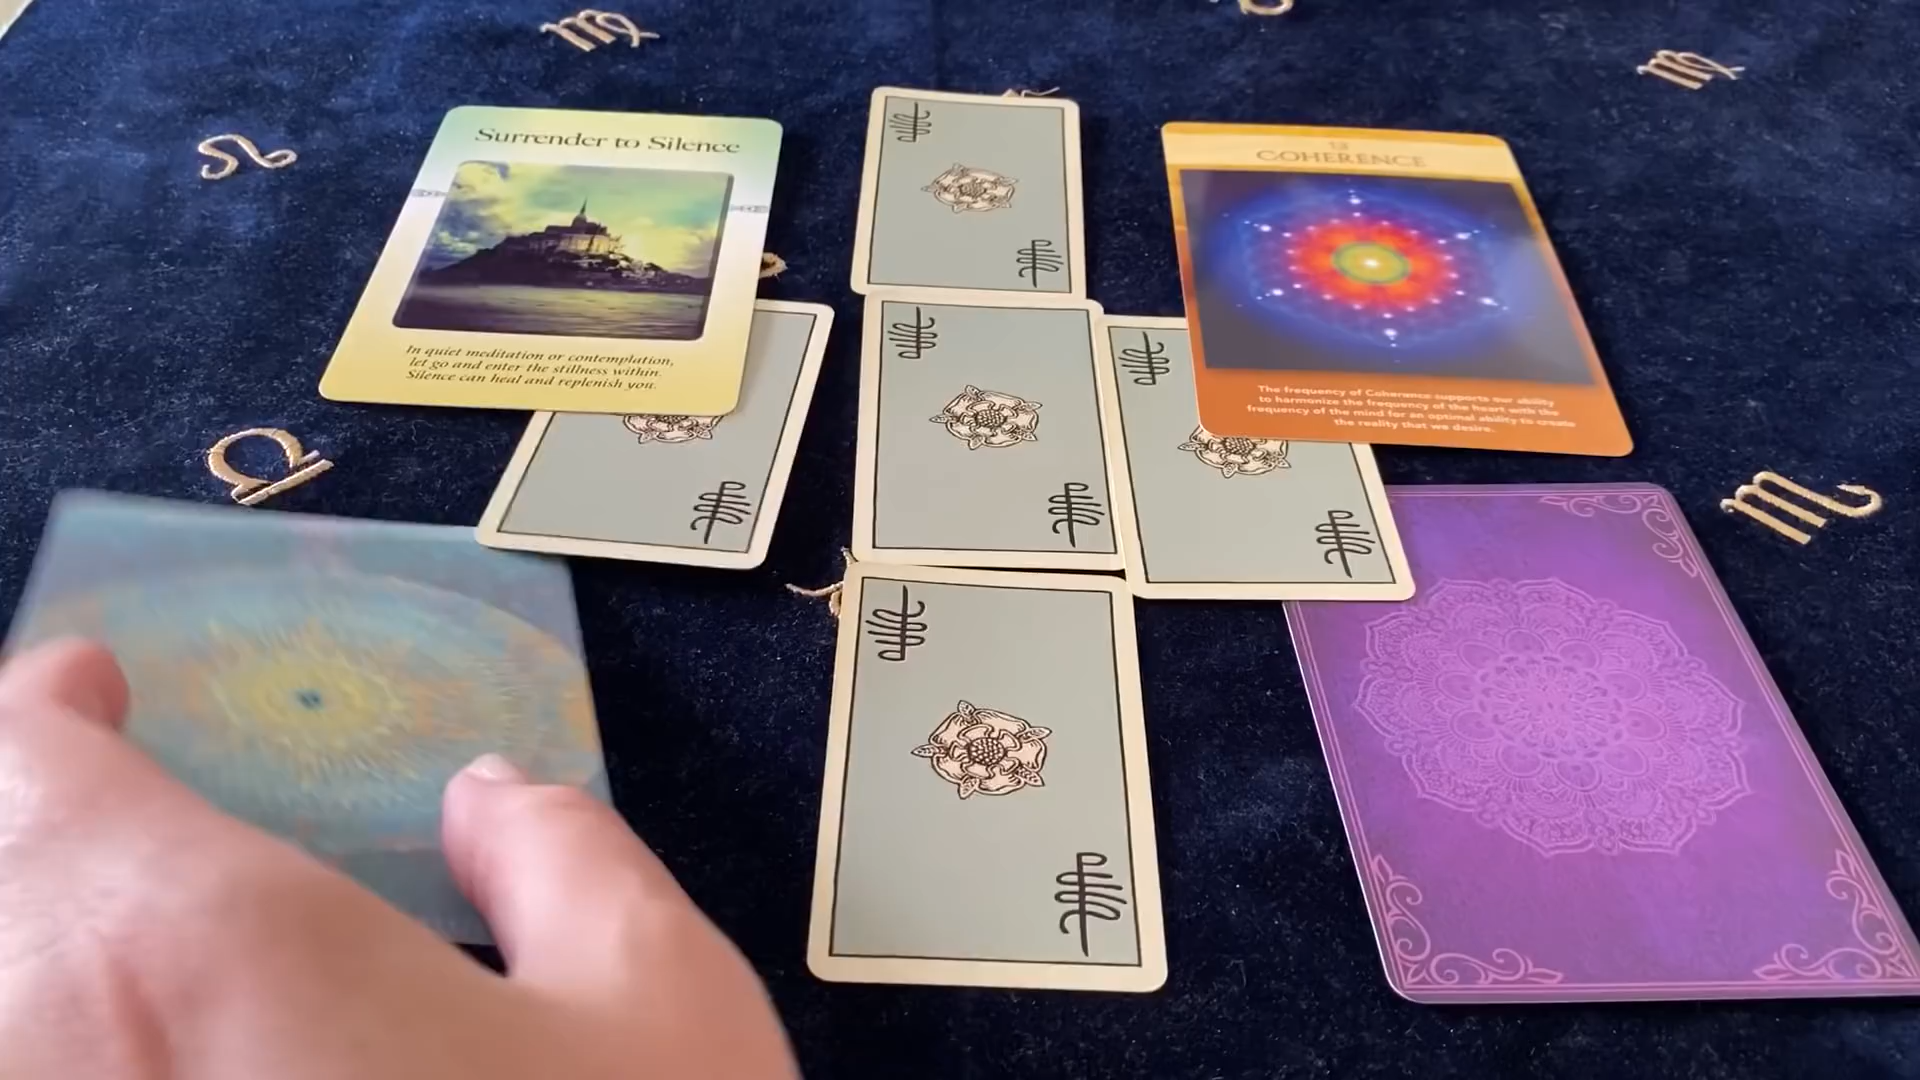 Surrender to Silence
In quiet meditation or contemplation,
let go and enter the stillness within.
Silence can heal and replenish you.
13
COHERENCE
The frequency of Coherence supports our ability
to harmonize the frequency of the heart with the
frequency of the mind for an optimal ability to create
the reality that we desire.